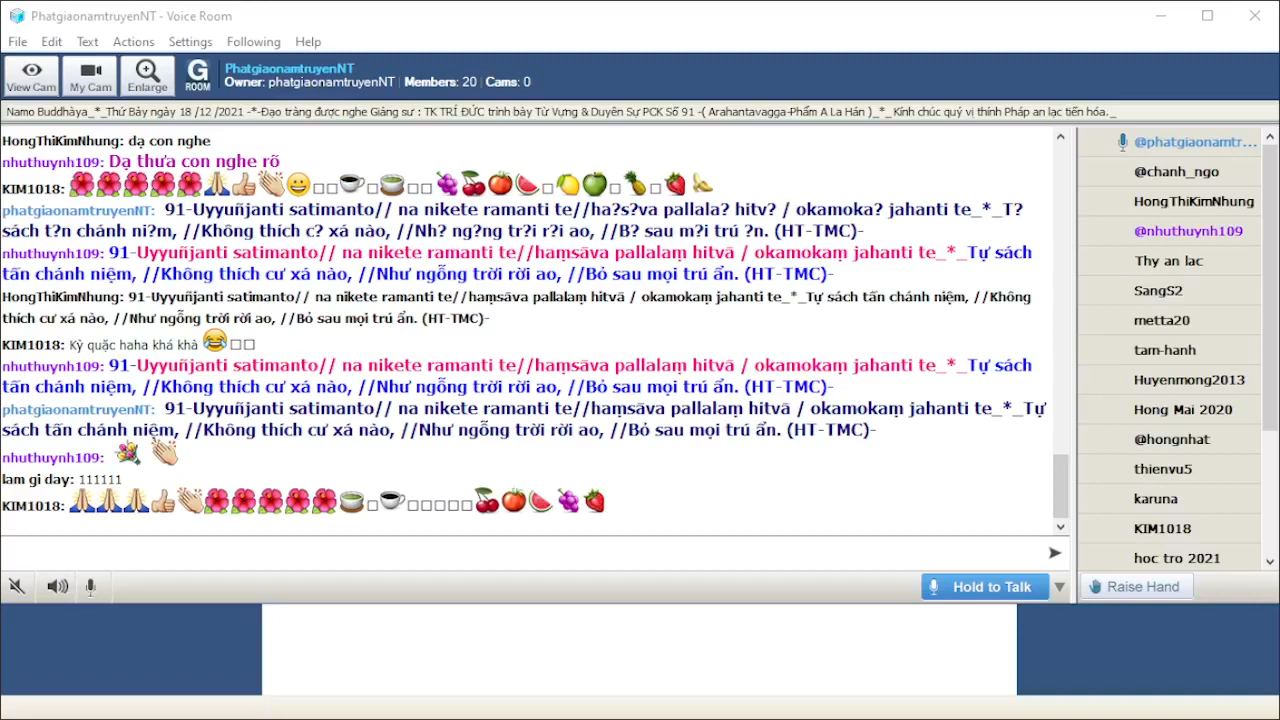 PhatgiaonamtruyenNT - Voice Room
File Edit Text Actions Settings Following Help
View Cam My Cam Enlarge G ROOM
PhatgiaonamtruyenNT
Owner: phatgiaonamtruyenNT | Members: 20 | Cams: 0
Namo Buddhàya_*_Thứ Bảy ngày 18 /12 /2021 -*-Đạo tràng được nghe Giảng sư : TK TRÍ ĐỨC trình bày Từ Vựng & Duyên Sự PCK Số 91 -( Arahantavagga-Phẩm A La Hán )_*_Kính chúc quý vị thính Pháp an lạc tiến hóa._
HongThiKimNhung: dạ con nghe
nhuthuynh109: Dạ thưa con nghe rõ
KIM1018:
phatgiaonamtruyenNT: 91-Uyyuñjanti satimanto// na nikete ramanti te//ha?s?va pallala? hitv? / okamoka? jahanti te_*_T?
sách t?n chánh ni?m, //Không thích c? xá nào, //Nh? ng?ng tr?i r?i ao, //B? sau m?i trú ?n. (HT-TMC)-
nhuthuynh109: 91-Uyyuñjanti satimanto// na nikete ramanti te//haṃsāva pallalaṃ hitvā / okamokaṃ jahanti te_*_Tự sách
tấn chánh niệm, //Không thích cư xá nào, //Như ngỗng trời rời ao, //Bỏ sau mọi trú ẩn. (HT-TMC)-
HongThiKimNhung: 91-Uyyuñjanti satimanto// na nikete ramanti te//haṃsāva pallalaṃ hitvā / okamokaṃ jahanti te_*_Tự sách tấn chánh niệm, //Không
thích cư xá nào, //Như ngỗng trời rời ao, //Bỏ sau mọi trú ẩn. (HT-TMC)-
KIM1018: Kỳ quặc haha khá khà
nhuthuynh109: 91-Uyyuñjanti satimanto// na nikete ramanti te//haṃsāva pallalaṃ hitvā / okamokaṃ jahanti te_*_Tự sách
tấn chánh niệm, //Không thích cư xá nào, //Như ngỗng trời rời ao, //Bỏ sau mọi trú ẩn. (HT-TMC)-
phatgiaonamtruyenNT: 91-Uyyuñjanti satimanto// na nikete ramanti te//haṃsāva pallalaṃ hitvā / okamokaṃ jahanti te_*_Tự
sách tấn chánh niệm, //Không thích cư xá nào, //Như ngỗng trời rời ao, //Bỏ sau mọi trú ẩn. (HT-TMC)-
nhuthuynh109:
lam gi day: 111111
KIM1018:
Hold to Talk
@phatgiaonamtr...
@chanh_ngo
HongThiKimNhung
@nhuthuynh109
Thy an lac
SangS2
metta20
tam-hanh
Huyenmong2013
Hong Mai 2020
@hongnhat
thienvu5
karuna
KIM1018
hoc tro 2021
Raise Hand